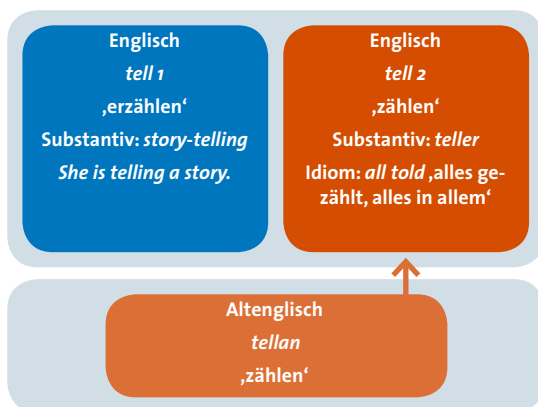 Englisch
tell 1
‚erzählen‘
Substantiv: story-telling
She is telling a story.
Englisch
tell 2
‚zählen‘
Substantiv: teller
Idiom: all told ‚alles ge-
zählt, alles in allem‘
Altenglisch
tellan
‚zählen‘